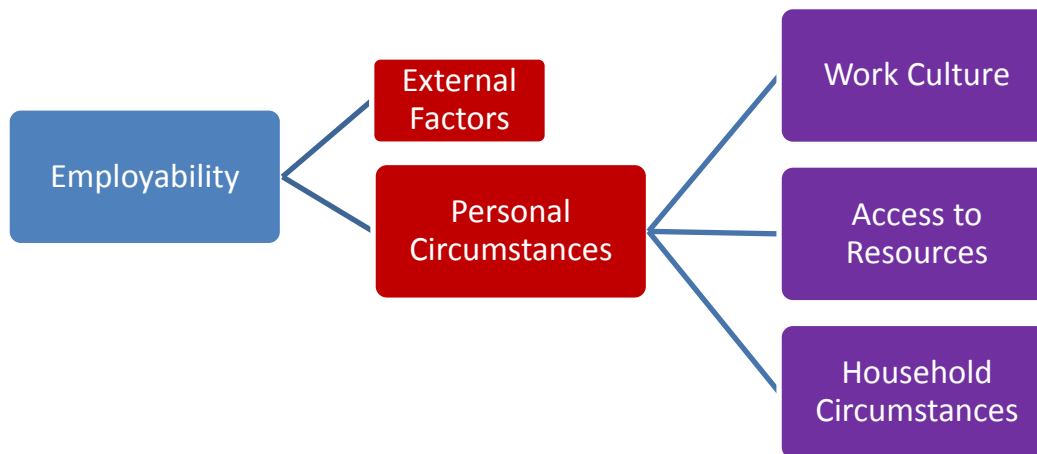 Employability
External
Factors
Personal
Circumstances
Work Culture
Access to
Resources
Household
Circumstances